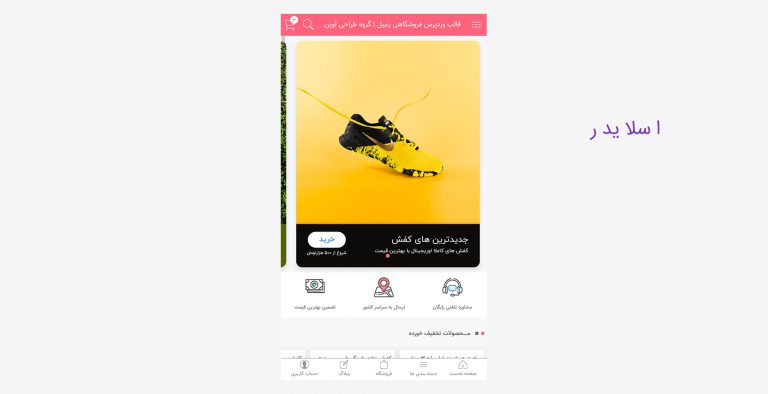 قالب وردپرس فروشگاهی زنبیل | گروه طراحی آوین ...
اسلایدر
جدیدترین های کفش
کفش های کاملا اوریجینال با بهترین قیمت
خرید
شروع از ۵۰۰ هزارتومان
مشاوره تلفنی رایگان
ارسال به سراسر کشور
تضمین بهترین قیمت
محصولات تخفیف خورده
صفحه نخست
دسته بندی ها
فروشگاه
وبلاگ
حساب کاربری